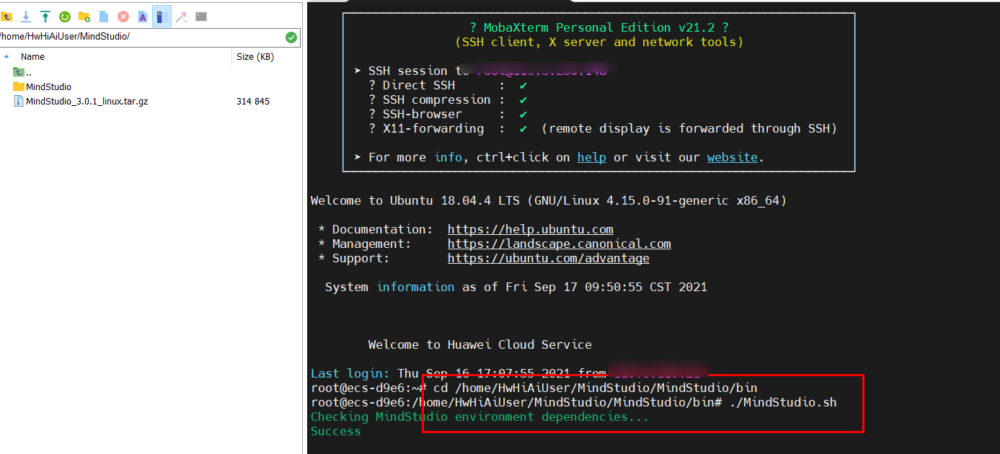 /home/HwHiAiUser/MindStudio/
Name Size (KB)
..
MindStudio
MindStudio_3.0.1_linux.tar.gz 314 845
? MobaXterm Personal Edition v21.2 ?
(SSH client, X server and network tools)
➤ SSH session to
? Direct SSH : ✔
? SSH compression : ✔
? SSH-browser : ✔
? X11-forwarding : ✔ (remote display is forwarded through SSH)
➤ For more info, ctrl+click on help or visit our website.
Welcome to Ubuntu 18.04.4 LTS (GNU/Linux 4.15.0-91-generic x86_64)
* Documentation: https://help.ubuntu.com
* Management: https://landscape.canonical.com
* Support: https://ubuntu.com/advantage
System information as of Fri Sep 17 09:50:55 CST 2021
Welcome to Huawei Cloud Service
Last login: Thu Sep 16 17:07:55 2021 from
root@ecs-d9e6:~# cd /home/HwHiAiUser/MindStudio/MindStudio/bin
root@ecs-d9e6:/home/HwHiAiUser/MindStudio/MindStudio/bin# ./MindStudio.sh
Checking MindStudio environment dependencies...
Success